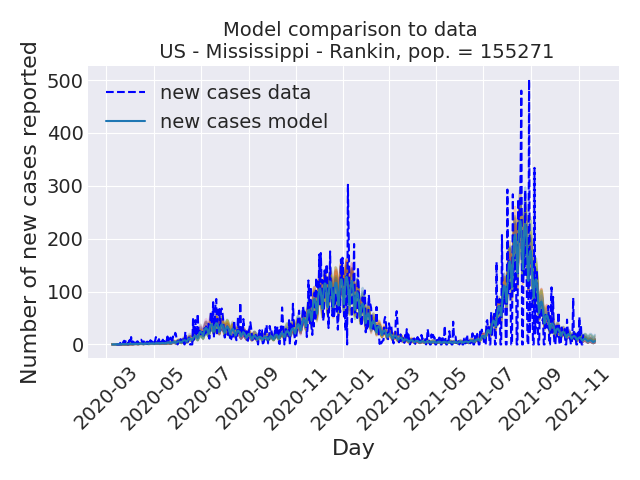 Model comparison to data
US - Mississippi - Rankin, pop. = 155271
Number of new cases reported
500
400
300
200
100
0
new cases data
new cases model
2020-03
2020-05
2020-07
2020-09
2020-11
2021-01
2021-03
2021-05
2021-07
2021-09
2021-11
Day